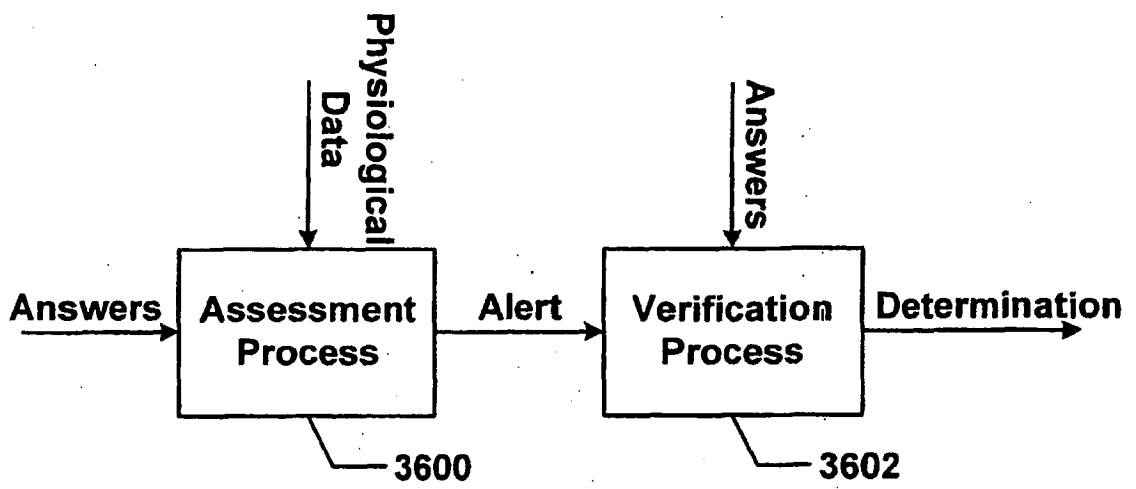 Physiological
Data
Answers
Answers
Assessment
Process
Alert
Verification
Process
Determination
3600
3602